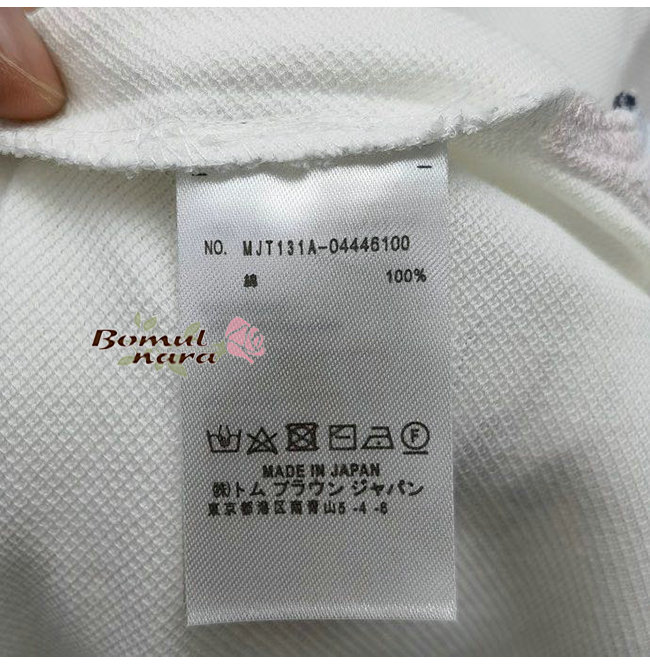 NO. MJT131A-04446100
綿 100%
Bomul
nara
MADE IN JAPAN
㈱トム ブラウン ジャパン
東京都港区南青山5-4-6